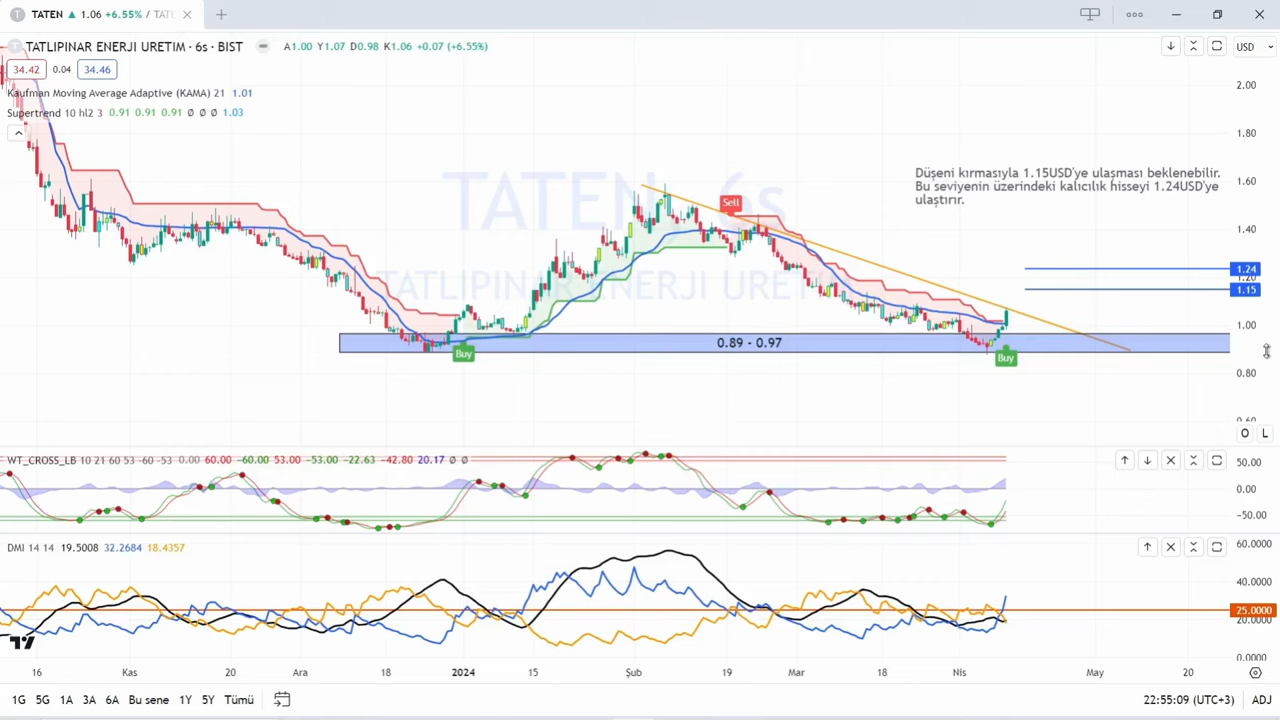 TATEN ▲ 1.06 +6.55% / TAT
TATLIPINAR ENERJI URETIM · 6s · BIST
A1.00 Y1.07 D0.98 K1.06 +0.07 (+6.55%)
USD
34.42 0.04 34.46
Kaufman Moving Average Adaptive (KAMA) 21 1.01
Supertrend 10 hl2 3 0.91 0.91 0.91 Ø Ø Ø 1.03
TATEN, 6s
TATLIPINAR ENERJI URETIM
Düşeni kırmasıyla 1.15USD'ye ulaşması beklenebilir.
Bu seviyenin üzerindeki kalıcılık hisseyi 1.24USD'ye
ulaştırır.
Sell
Buy
0.89 - 0.97
Buy
2.00
1.80
1.60
1.40
1.24
1.20
1.15
1.00
0.80
0.60
O L
WT_CROSS_LB 10 21 60 53 -60 -53 0.00 60.00 -60.00 53.00 -53.00 -22.63 -42.80 20.17 Ø Ø
50.00
0.00
-50.00
DMI 14 14 19.5008 32.2684 18.4357
60.0000
40.0000
25.0000
20.0000
0.0000
16 Kas 20 Ara 18 2024 15 Şub 19 Mar 18 Nis May 20
1G 5G 1A 3A 6A Bu sene 1Y 5Y Tümü
22:55:09 (UTC+3) ADJ